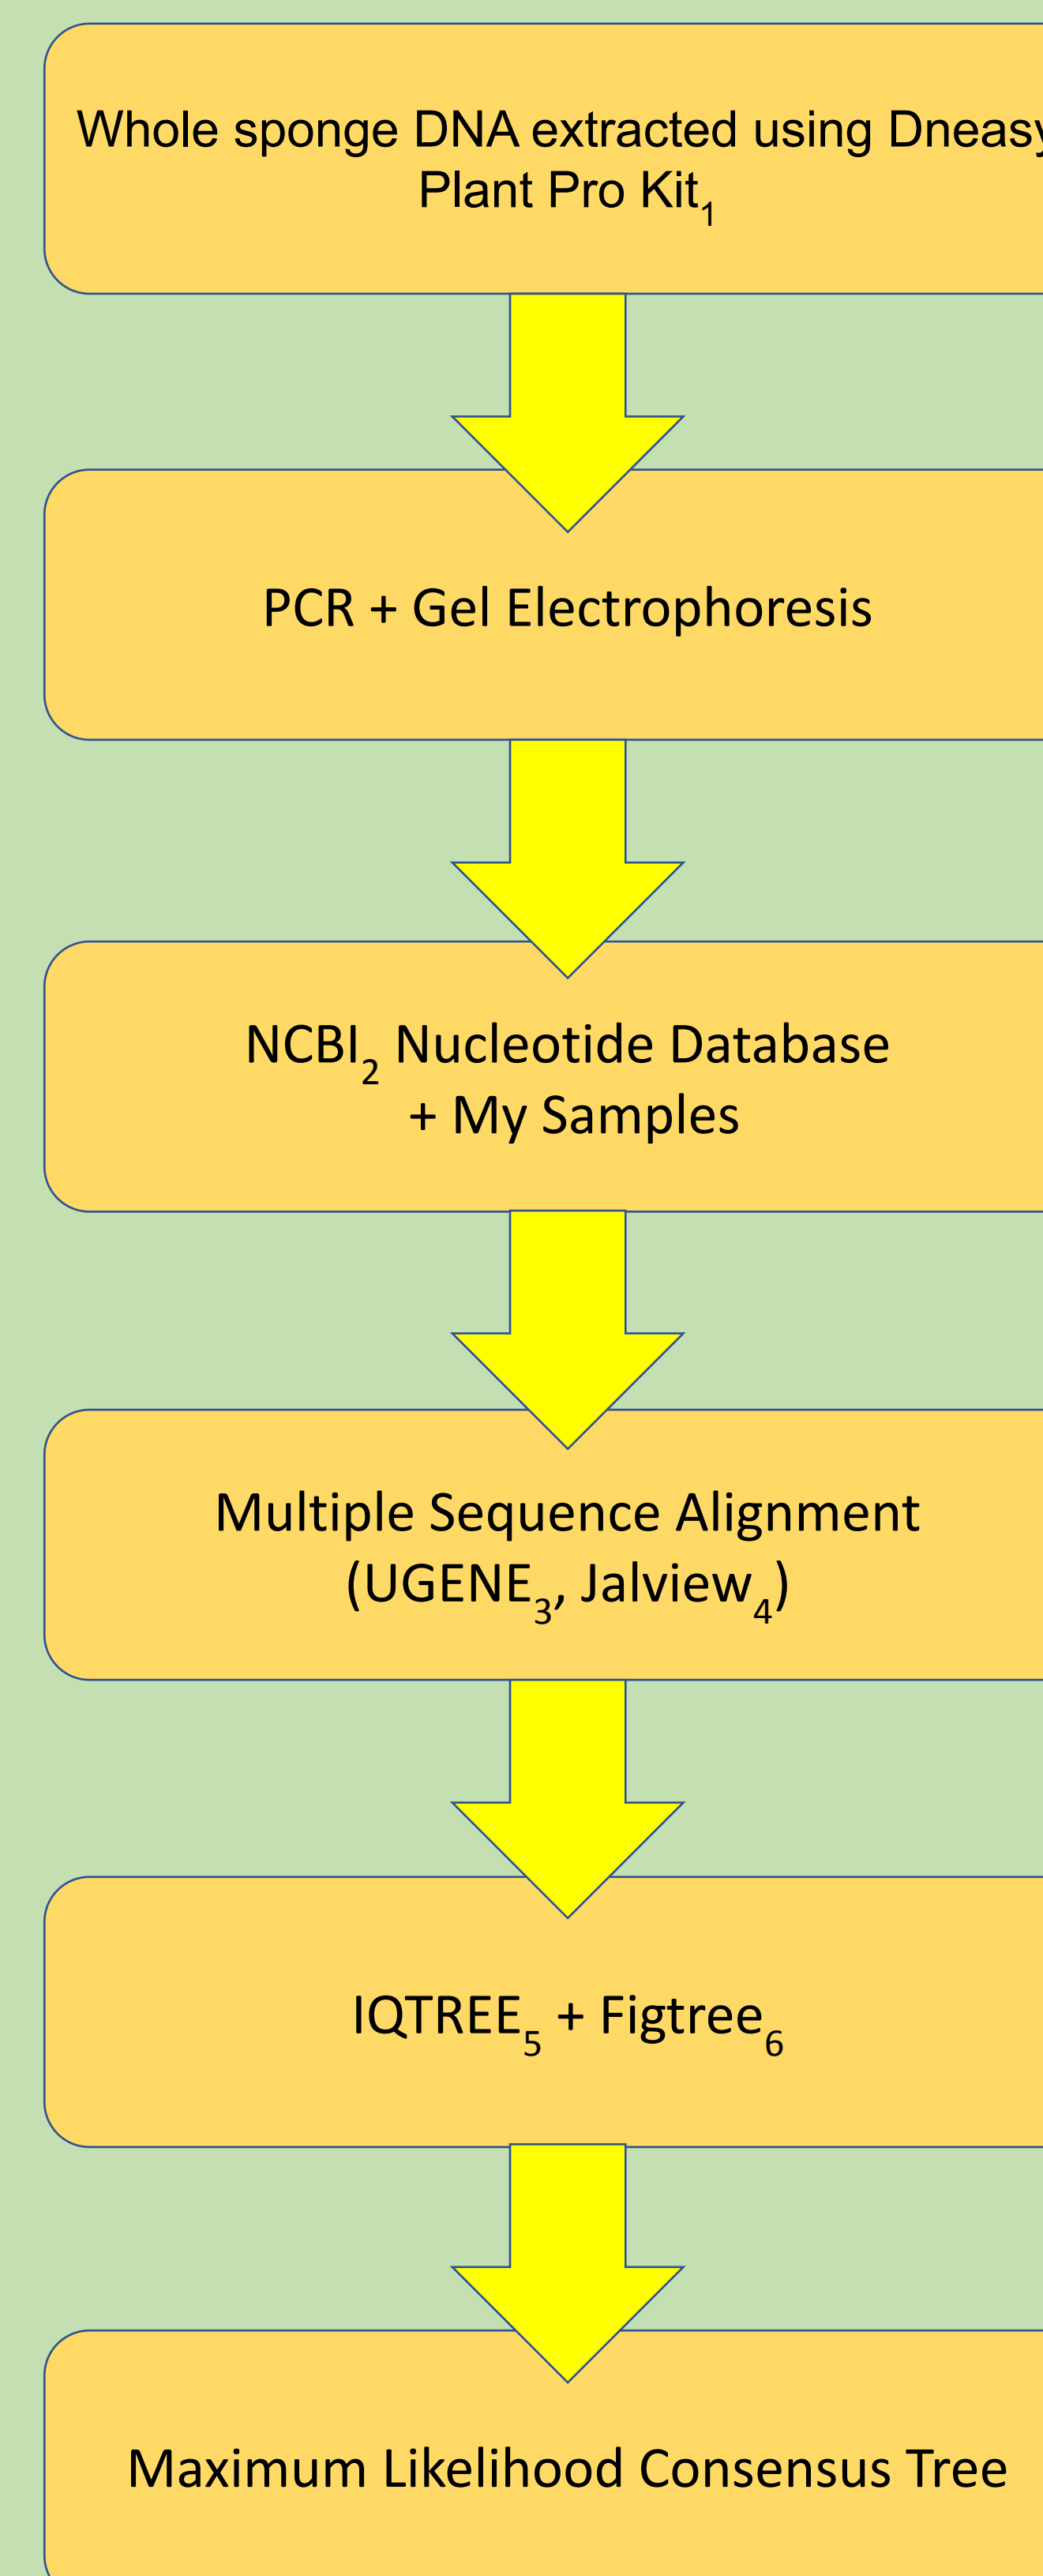 Whole sponge DNA extracted using Dneasy
Plant Pro Kit₁
PCR + Gel Electrophoresis
NCBI₂ Nucleotide Database
+ My Samples
Multiple Sequence Alignment
(UGENE₃, Jalview₄)
IQTREE₅ + Figtree₆
Maximum Likelihood Consensus Tree